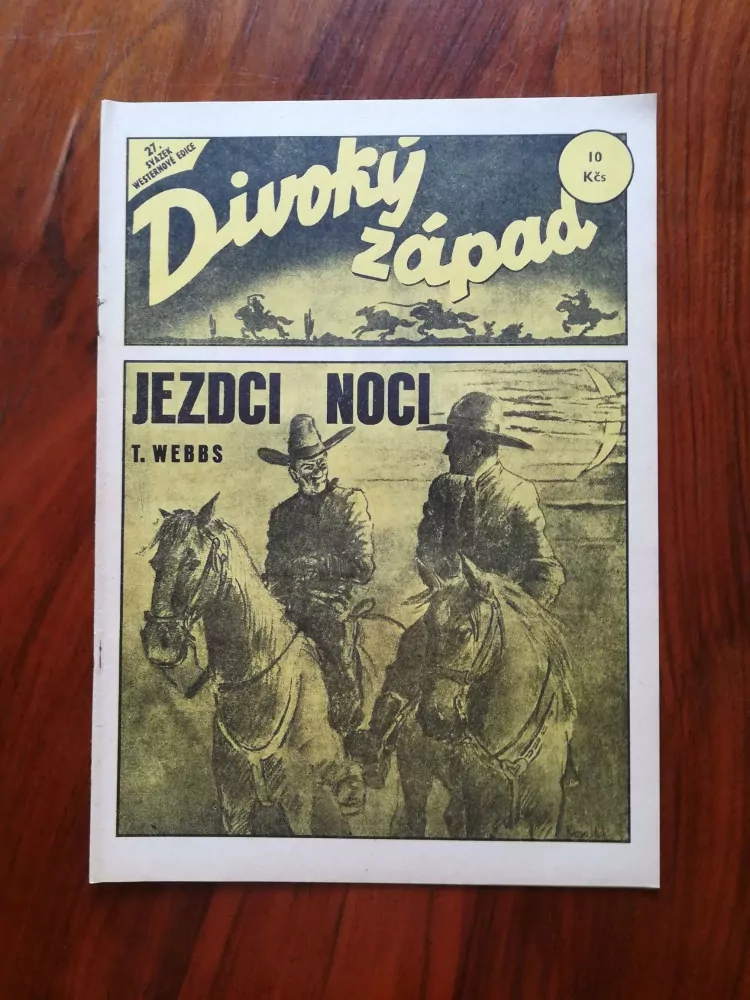 27.
SVAZEK
WESTERNOVÉ EDICE
Divoký
západ
10
Kčs
JEZDCI NOCI
T. WEBBS